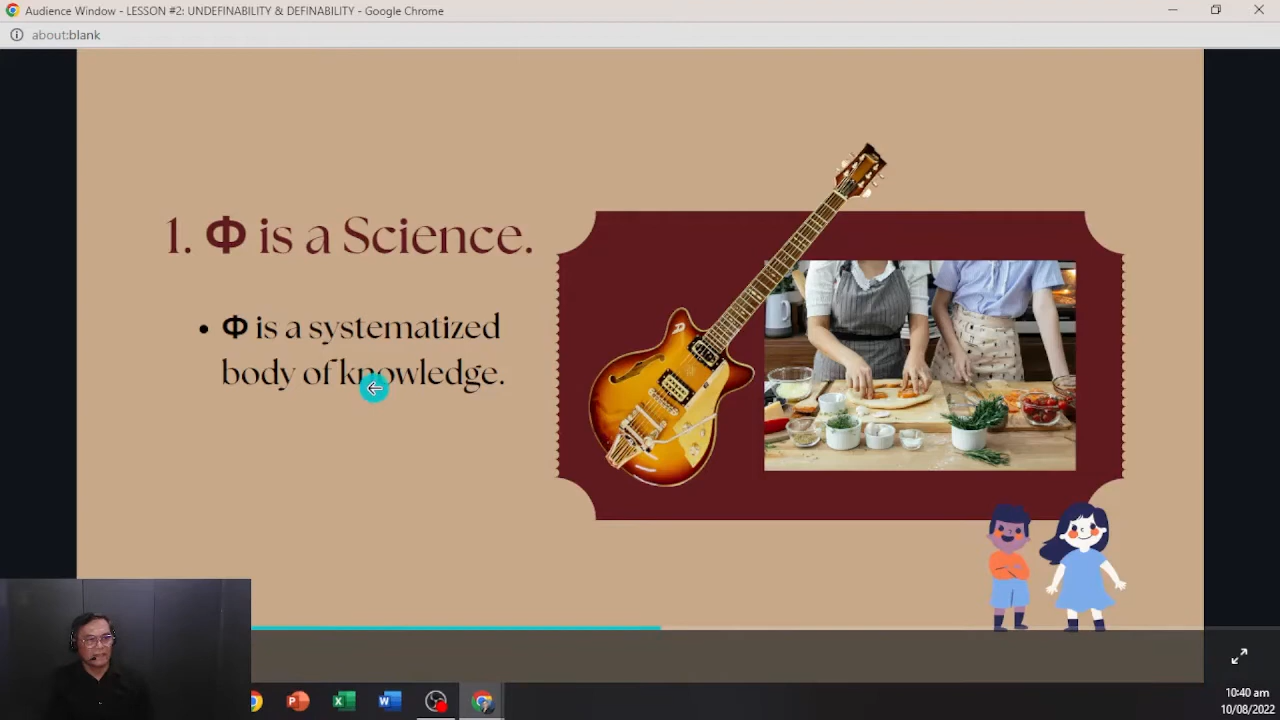 Audience Window - LESSON #2: UNDEFINABILITY & DEFINABILITY - Google Chrome
about:blank
1. Φ is a Science.
• Φ is a systematized
body of knowledge.
10:40 am
10/08/2022